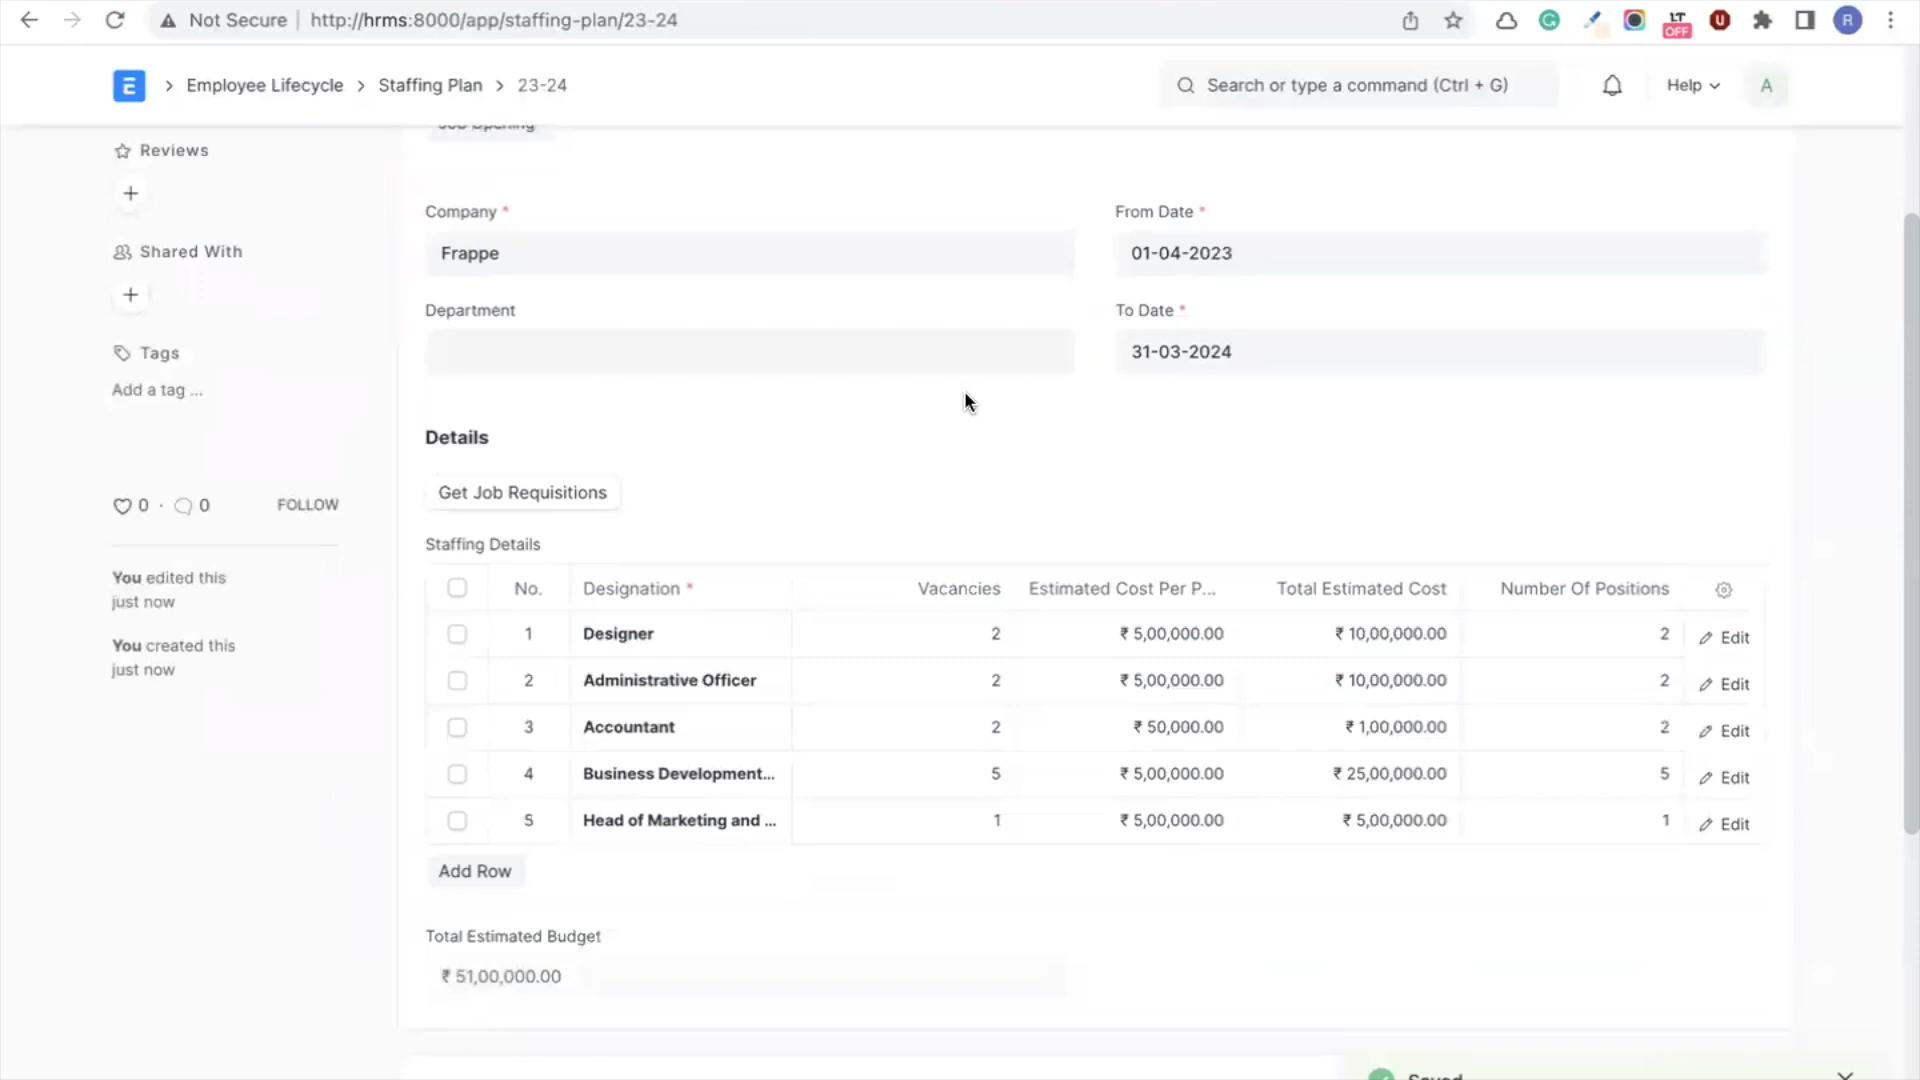 Not Secure | http://hrms:8000/app/staffing-plan/23-24
LT
OFF
U
R
E > Employee Lifecycle > Staffing Plan > 23-24
Search or type a command (Ctrl + G)
Help
A
Job Opening
Reviews
+
Shared With
+
Tags
Add a tag ...
0 · 0 FOLLOW
You edited this
just now
You created this
just now
Company *
Frappe
From Date *
01-04-2023
Department
To Date *
31-03-2024
Details
Get Job Requisitions
Staffing Details
No. Designation * Vacancies Estimated Cost Per P... Total Estimated Cost Number Of Positions
1 Designer 2 ₹ 5,00,000.00 ₹ 10,00,000.00 2 Edit
2 Administrative Officer 2 ₹ 5,00,000.00 ₹ 10,00,000.00 2 Edit
3 Accountant 2 ₹ 50,000.00 ₹ 1,00,000.00 2 Edit
4 Business Development... 5 ₹ 5,00,000.00 ₹ 25,00,000.00 5 Edit
5 Head of Marketing and ... 1 ₹ 5,00,000.00 ₹ 5,00,000.00 1 Edit
Add Row
Total Estimated Budget
₹ 51,00,000.00
Saved